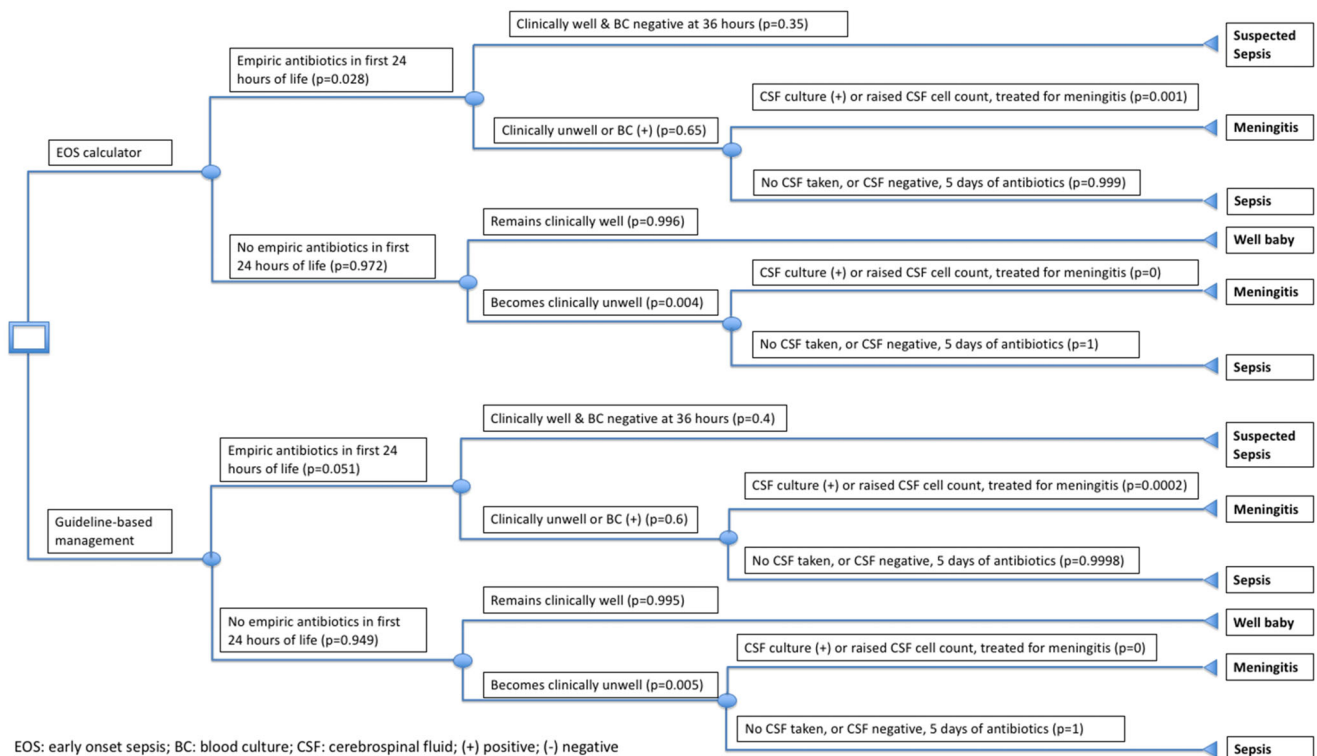 Clinically well & BC negative at 36 hours (p=0.35)
Suspected
Sepsis
Empiric antibiotics in first 24
hours of life (p=0.028)
CSF culture (+) or raised CSF cell count, treated for meningitis (p=0.001)
Meningitis
Clinically unwell or BC (+) (p=0.65)
EOS calculator
No CSF taken, or CSF negative, 5 days of antibiotics (p=0.999)
Sepsis
Remains clinically well (p=0.996)
Well baby
No empiric antibiotics in first
24 hours of life (p=0.972)
CSF culture (+) or raised CSF cell count, treated for meningitis (p=0)
Meningitis
Becomes clinically unwell (p=0.004)
No CSF taken, or CSF negative, 5 days of antibiotics (p=1)
Sepsis
Clinically well & BC negative at 36 hours (p=0.4)
Suspected
Sepsis
Empiric antibiotics in first 24
hours of life (p=0.051)
CSF culture (+) or raised CSF cell count, treated for meningitis (p=0.0002)
Meningitis
Clinically unwell or BC (+) (p=0.6)
Guideline-based
management
No CSF taken, or CSF negative, 5 days of antibiotics (p=0.9998)
Sepsis
Remains clinically well (p=0.995)
Well baby
No empiric antibiotics in first
24 hours of life (p=0.949)
CSF culture (+) or raised CSF cell count, treated for meningitis (p=0)
Meningitis
Becomes clinically unwell (p=0.005)
No CSF taken, or CSF negative, 5 days of antibiotics (p=1)
Sepsis
EOS: early onset sepsis; BC: blood culture; CSF: cerebrospinal fluid; (+) positive; (-) negative